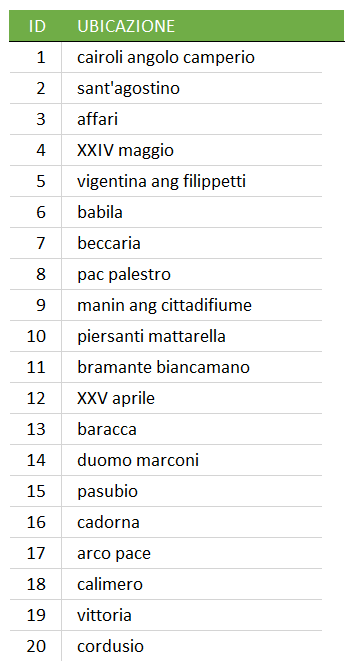 ID UBICAZIONE
1 cairoli angolo camperio
2 sant'agostino
3 affari
4 XXIV maggio
5 vigentina ang filippetti
6 babila
7 beccaria
8 pac palestro
9 manin ang cittadifiume
10 piersanti mattarella
11 bramante biancamano
12 XXV aprile
13 baracca
14 duomo marconi
15 pasubio
16 cadorna
17 arco pace
18 calimero
19 vittoria
20 cordusio